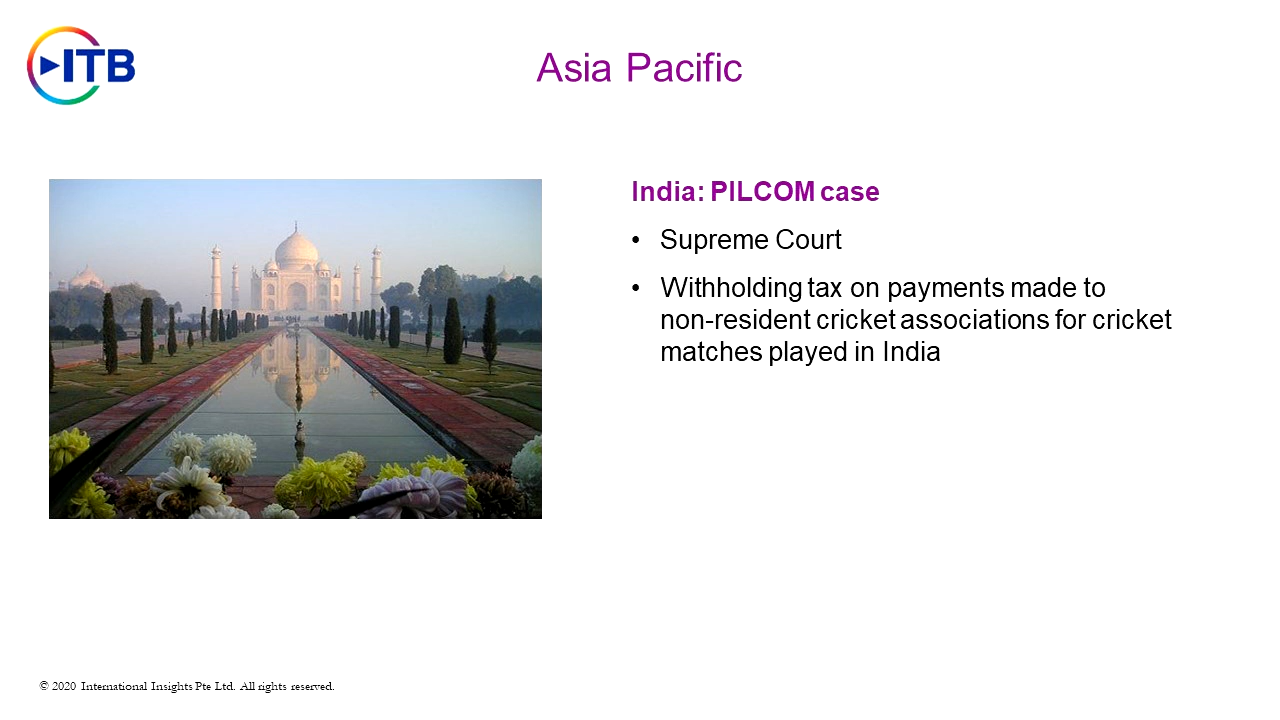 ITB
Asia Pacific
India: PILCOM case
• Supreme Court
• Withholding tax on payments made to
non-resident cricket associations for cricket
matches played in India
© 2020 International Insights Pte Ltd. All rights reserved.